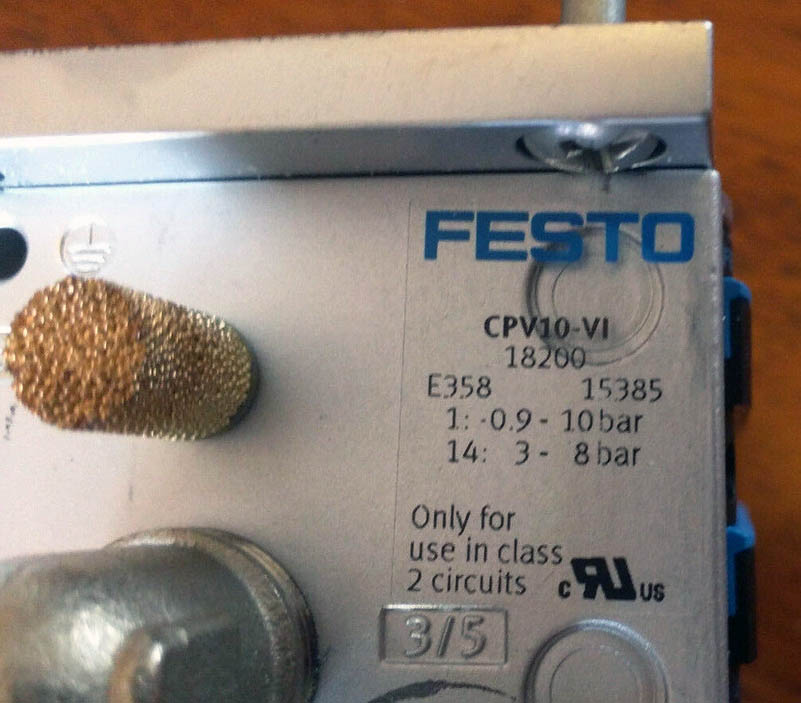 FESTO
CPV10-VI
18200
E358 15385
1: -0.9 - 10 bar
14: 3 - 8 bar
Only for
use in class
2 circuits
c RU US
3/5